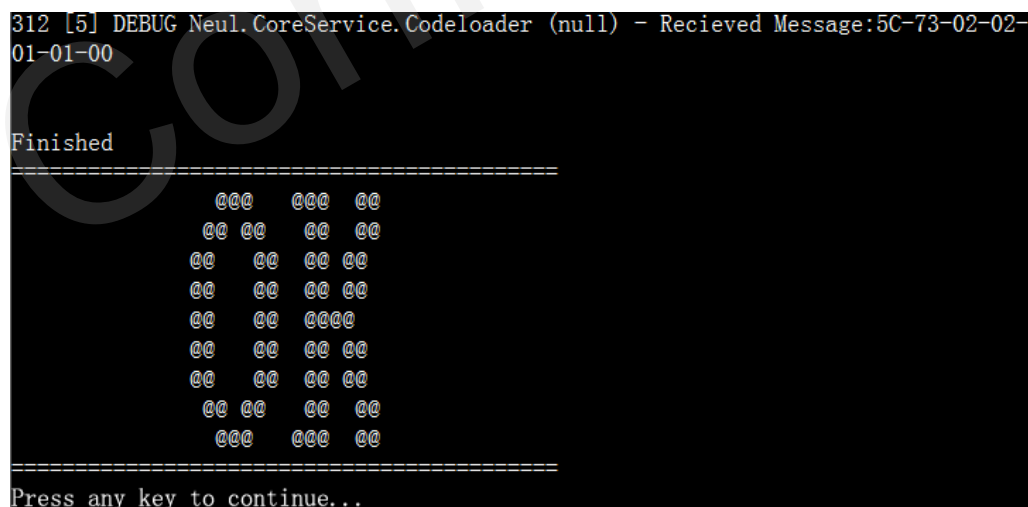 312 [5] DEBUG Neul.CoreService.Codeloader (null) - Recieved Message:5C-73-02-02-
01-01-00
Finished
===========================================
                @@@   @@@  @@
               @@ @@   @@  @@
              @@   @@  @@ @@
              @@   @@  @@ @@
              @@   @@  @@@@
              @@   @@  @@ @@
              @@   @@  @@ @@
               @@ @@   @@  @@
                @@@   @@@  @@
===========================================
Press any key to continue...